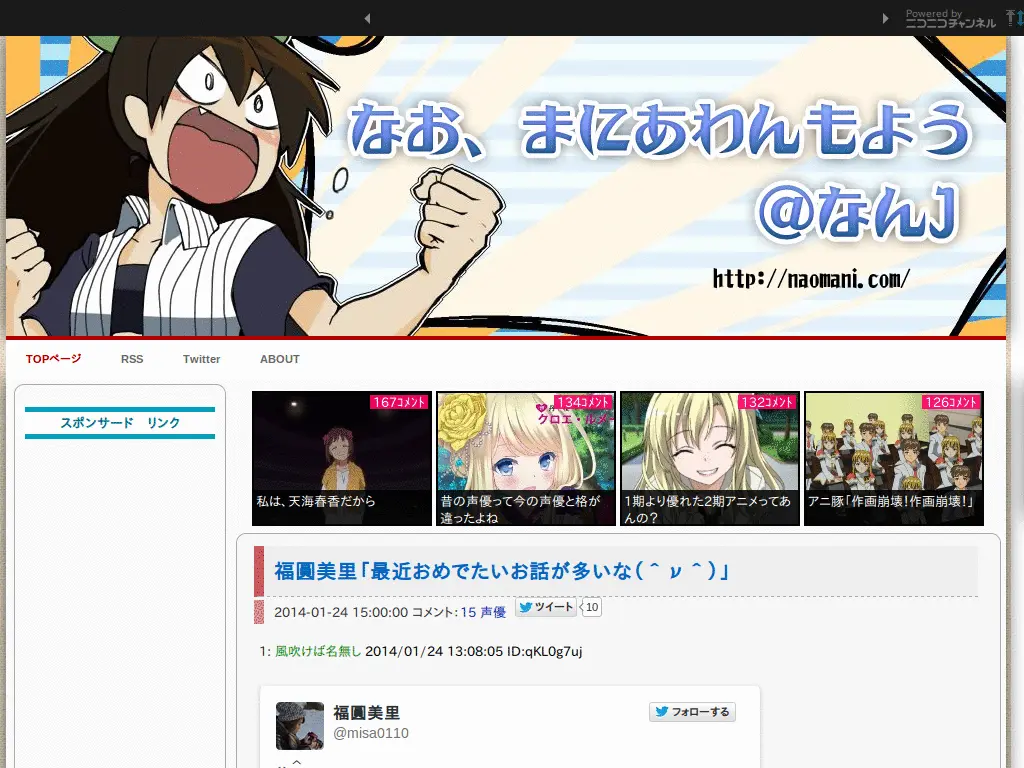 Powered by
ニコニコチャンネル
なお、まにあわんもよう
@なんJ
http://naomani.com/
TOPページ RSS Twitter ABOUT
スポンサード リンク
167コメント
私は、天海春香だから
134コメント
クロエ・ルメ
昔の声優って今の声優と格が
違ったよね
132コメント
1期より優れた2期アニメってあ
んの？
126コメント
アニ豚「作画崩壊！作画崩壊！」
福圓美里「最近おめでたいお話が多いな（＾ν＾）」
2014-01-24 15:00:00 コメント：15 声優 ツイート 10
1: 風吹けば名無し 2014/01/24 13:08:05 ID:qKL0g7uj
福圓美里 フォローする
@misa0110